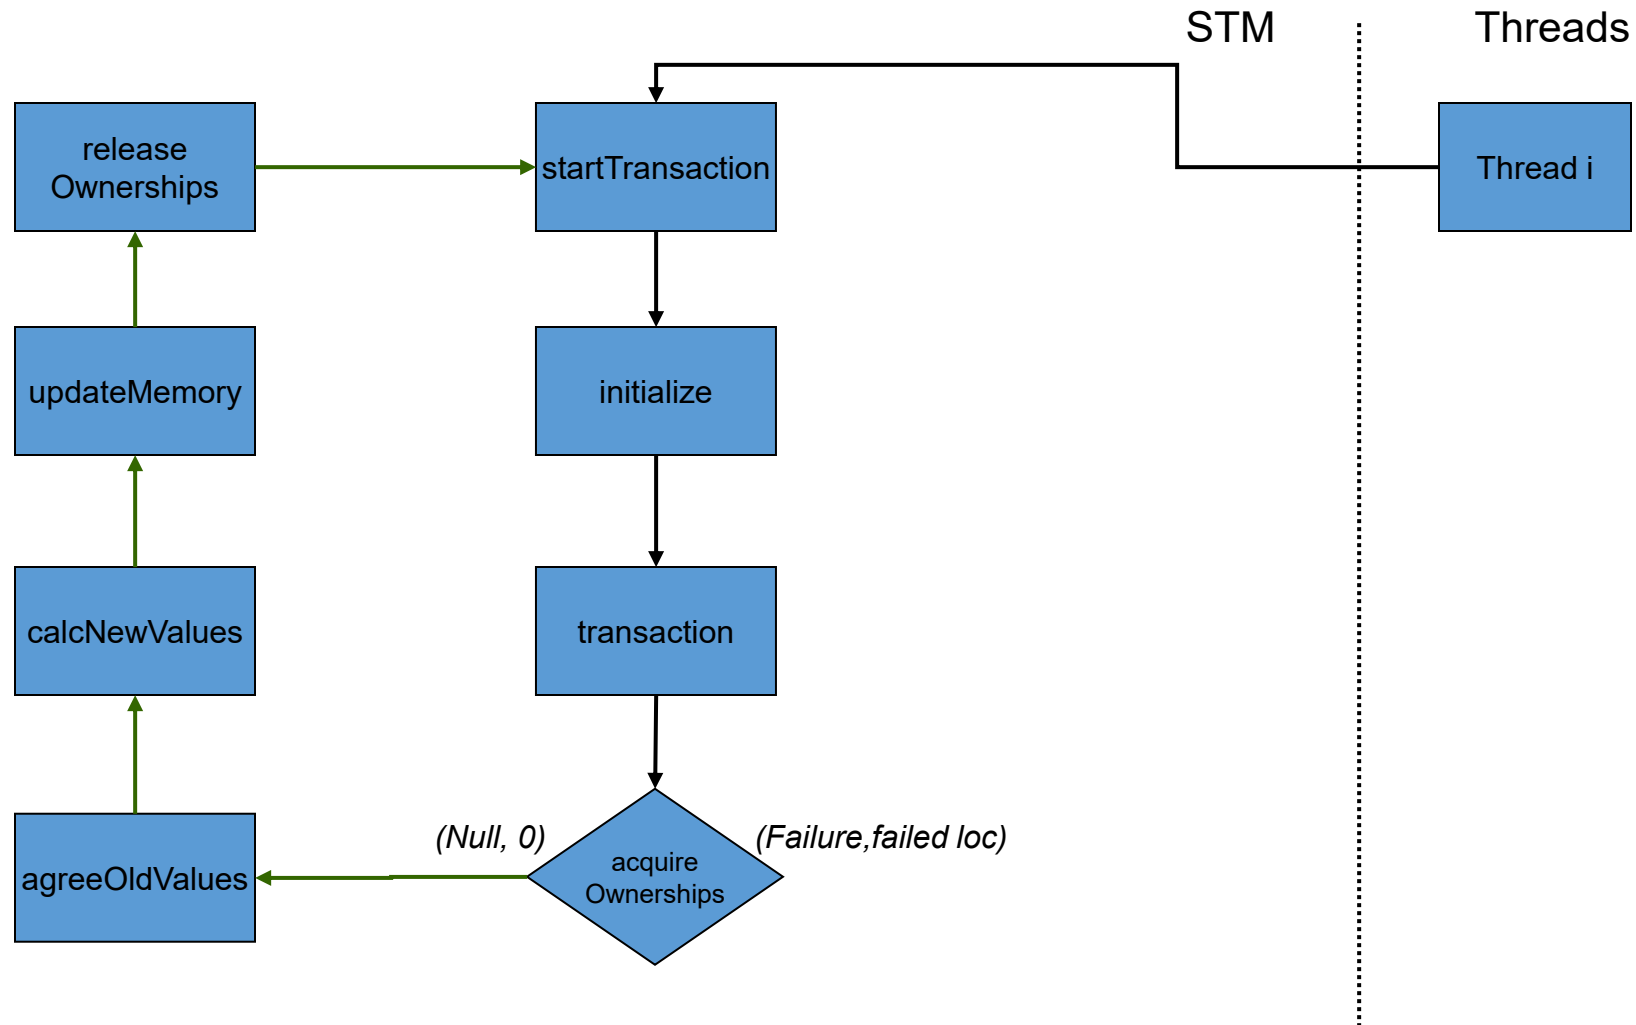 STM
Threads
release
Ownerships
startTransaction
Thread i
updateMemory
initialize
calcNewValues
transaction
(Null, 0)
(Failure,failed loc)
agreeOldValues
acquire
Ownerships